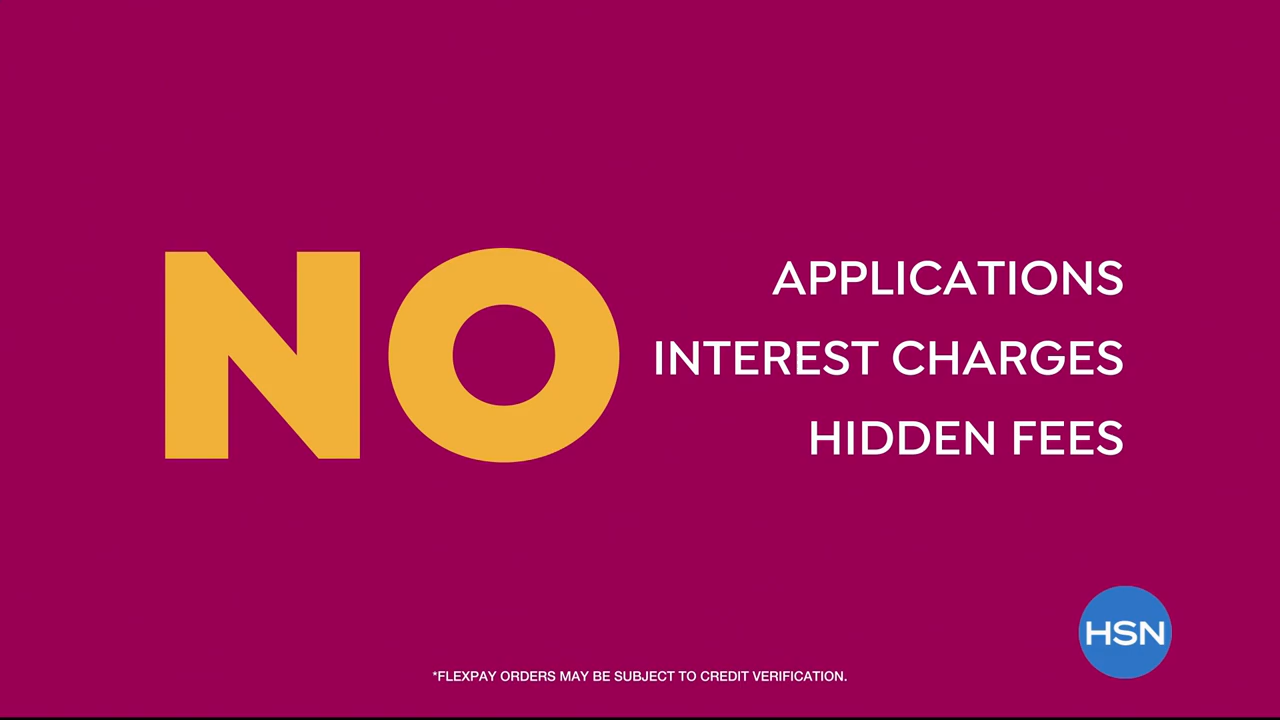 NO
APPLICATIONS
INTEREST CHARGES
HIDDEN FEES
HSN
*FLEXPAY ORDERS MAY BE SUBJECT TO CREDIT VERIFICATION.